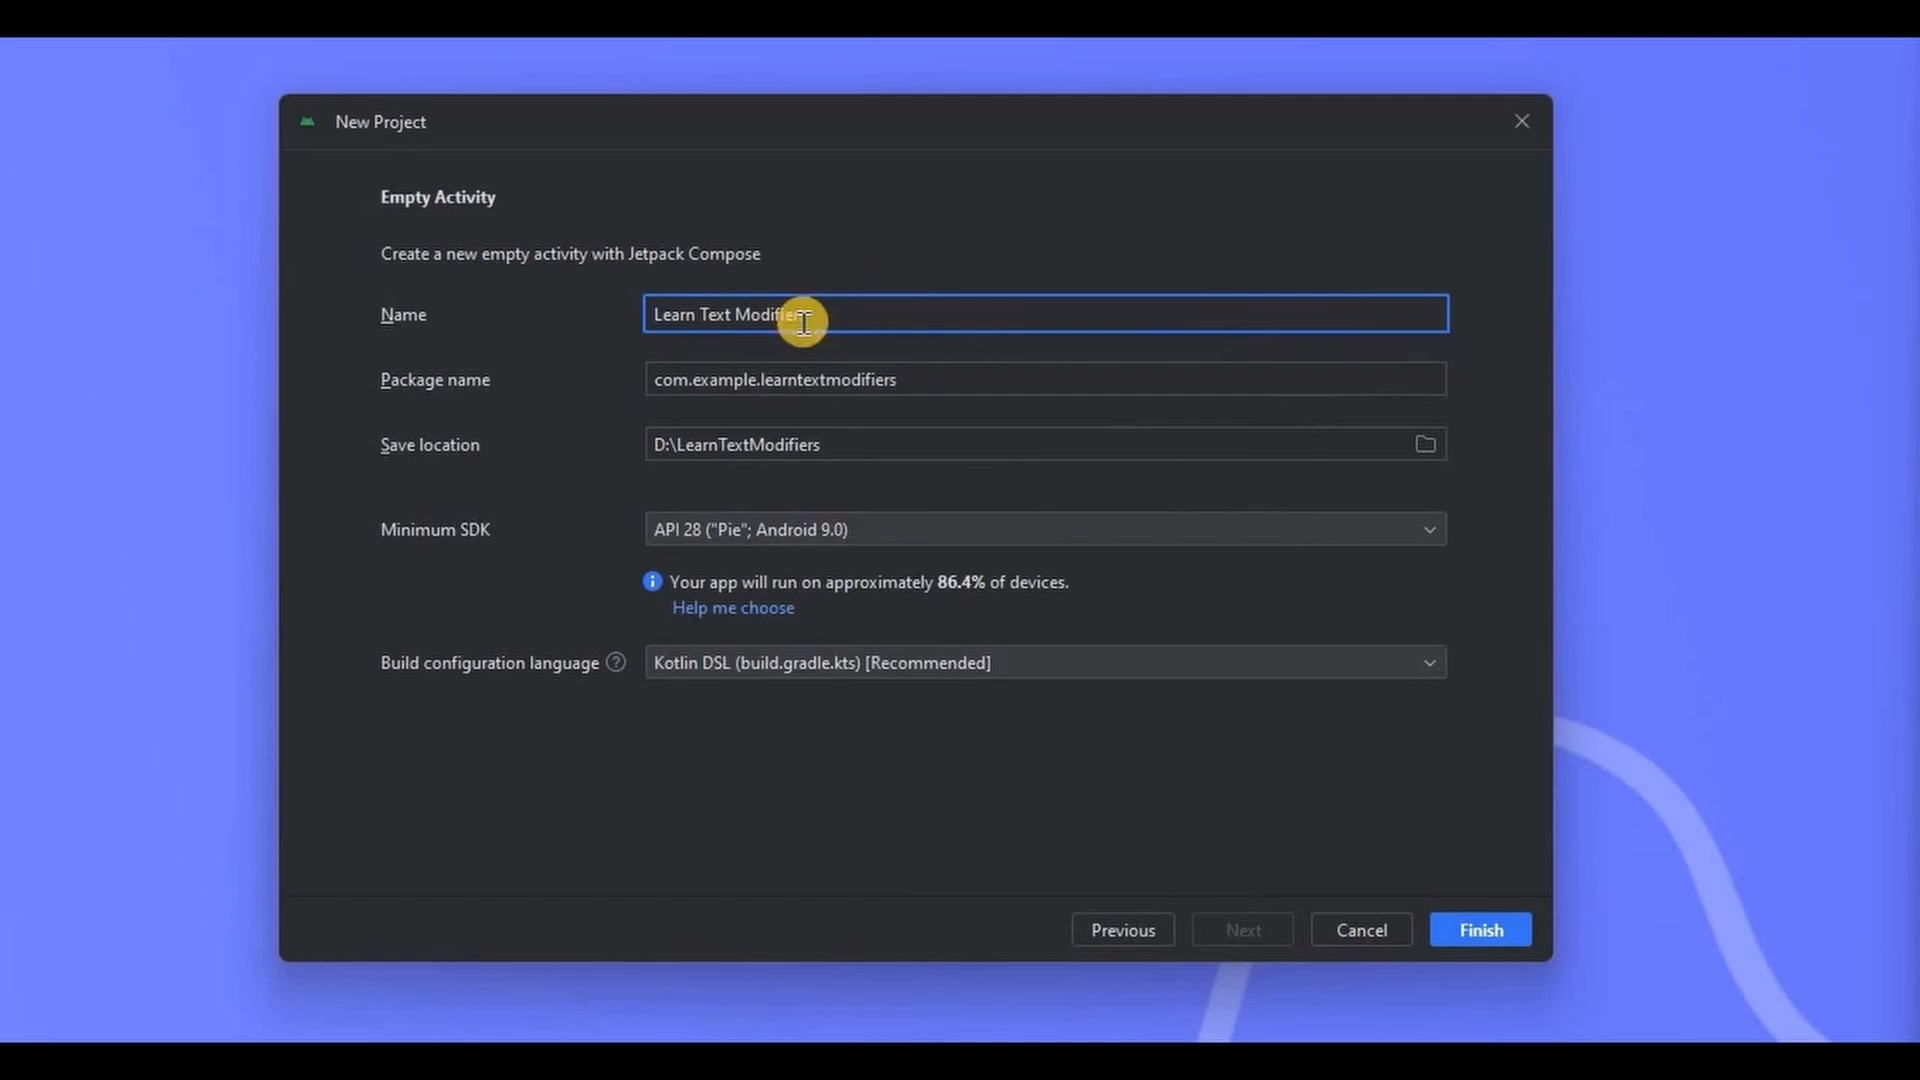 New Project
Empty Activity
Create a new empty activity with Jetpack Compose
Name
Learn Text Modifiers
Package name
com.example.learntextmodifiers
Save location
D:\LearnTextModifiers
Minimum SDK
API 28 ("Pie"; Android 9.0)
Your app will run on approximately 86.4% of devices.
Help me choose
Build configuration language
Kotlin DSL (build.gradle.kts) [Recommended]
Previous
Next
Cancel
Finish